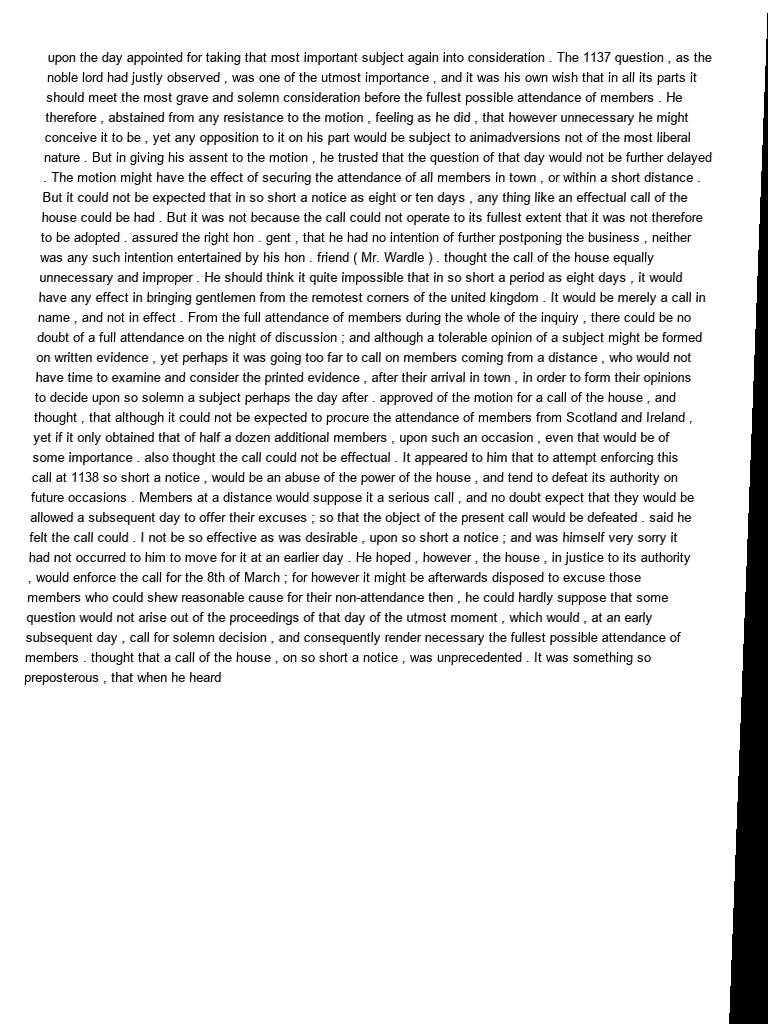 upon the day appointed for taking that most important subject again into consideration . The 1137 question , as the
noble lord had justly observed , was one of the utmost importance , and it was his own wish that in all its parts it
should meet the most grave and solemn consideration before the fullest possible attendance of members . He
therefore , abstained from any resistance to the motion , feeling as he did , that however unnecessary he might
conceive it to be , yet any opposition to it on his part would be subject to animadversions not of the most liberal
nature . But in giving his assent to the motion , he trusted that the question of that day would not be further delayed
. The motion might have the effect of securing the attendance of all members in town , or within a short distance .
But it could not be expected that in so short a notice as eight or ten days , any thing like an effectual call of the
house could be had . But it was not because the call could not operate to its fullest extent that it was not therefore
to be adopted . assured the right hon . gent , that he had no intention of further postponing the business , neither
was any such intention entertained by his hon . friend ( Mr. Wardle ) . thought the call of the house equally
unnecessary and improper . He should think it quite impossible that in so short a period as eight days , it would
have any effect in bringing gentlemen from the remotest corners of the united kingdom . It would be merely a call in
name , and not in effect . From the full attendance of members during the whole of the inquiry , there could be no
doubt of a full attendance on the night of discussion ; and although a tolerable opinion of a subject might be formed
on written evidence , yet perhaps it was going too far to call on members coming from a distance , who would not
have time to examine and consider the printed evidence , after their arrival in town , in order to form their opinions
to decide upon so solemn a subject perhaps the day after . approved of the motion for a call of the house , and
thought , that although it could not be expected to procure the attendance of members from Scotland and Ireland ,
yet if it only obtained that of half a dozen additional members , upon such an occasion , even that would be of
some importance . also thought the call could not be effectual . It appeared to him that to attempt enforcing this
call at 1138 so short a notice , would be an abuse of the power of the house , and tend to defeat its authority on
future occasions . Members at a distance would suppose it a serious call , and no doubt expect that they would be
allowed a subsequent day to offer their excuses ; so that the object of the present call would be defeated . said he
felt the call could . I not be so effective as was desirable , upon so short a notice ; and was himself very sorry it
had not occurred to him to move for it at an earlier day . He hoped , however , the house , in justice to its authority
, would enforce the call for the 8th of March ; for however it might be afterwards disposed to excuse those
members who could shew reasonable cause for their non-attendance then , he could hardly suppose that some
question would not arise out of the proceedings of that day of the utmost moment , which would , at an early
subsequent day , call for solemn decision , and consequently render necessary the fullest possible attendance of
members . thought that a call of the house , on so short a notice , was unprecedented . It was something so
preposterous , that when he heard